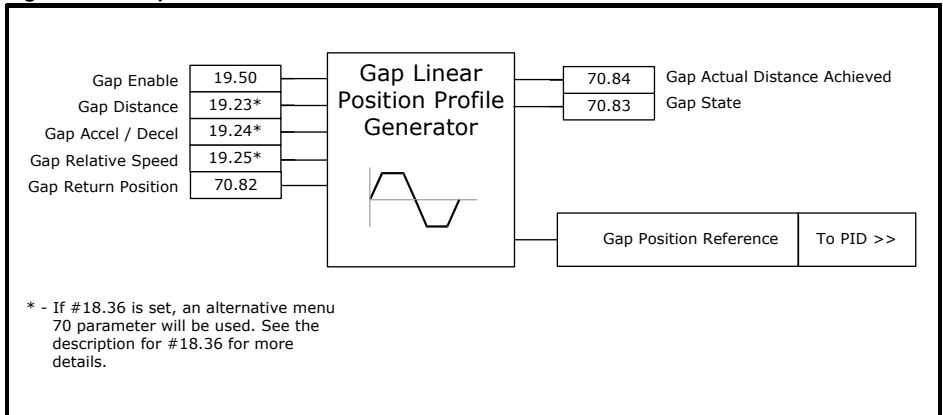 Gap Enable 19.50
Gap Distance 19.23*
Gap Accel / Decel 19.24*
Gap Relative Speed 19.25*
Gap Return Position 70.82
Gap Linear
Position Profile
Generator
70.84 Gap Actual Distance Achieved
70.83 Gap State
Gap Position Reference To PID >>
* - If #18.36 is set, an alternative menu
70 parameter will be used. See the
description for #18.36 for more
details.